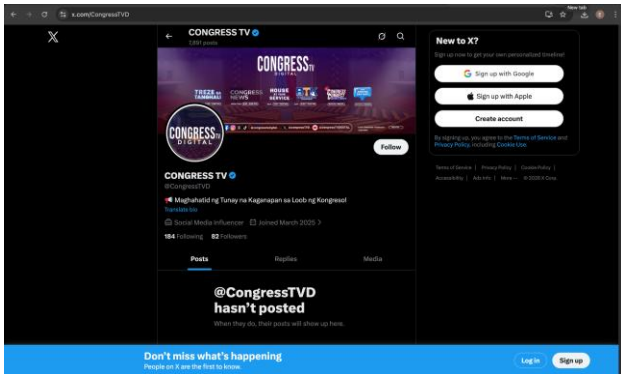 New tab
x.com/CongressTVD
CONGRESS TV
7,891 posts
CONGRESS TV
DIGITAL
TREZE sa TANGHALI
CONGRESS NEWS
HOUSE SERVICE
CONGRESS TV
DIGITAL
Follow
CONGRESS TV
@CongressTVD
Maghahatid ng Tunay na Kaganapan sa Loob ng Kongreso!
Translate bio
Social Media Influencer Joined March 2025
184 Following 82 Followers
Posts Replies Media
@CongressTVD
hasn't posted
When they do, their posts will show up here.
New to X?
Sign up now to get your own personalized timeline!
Sign up with Google
Sign up with Apple
Create account
By signing up, you agree to the Terms of Service and
Privacy Policy, including Cookie Use.
Terms of Service | Privacy Policy | Cookie Policy |
Accessibility | Ads info | More ··· © 2025 X Corp.
Don't miss what's happening
People on X are the first to know.
Log in Sign up